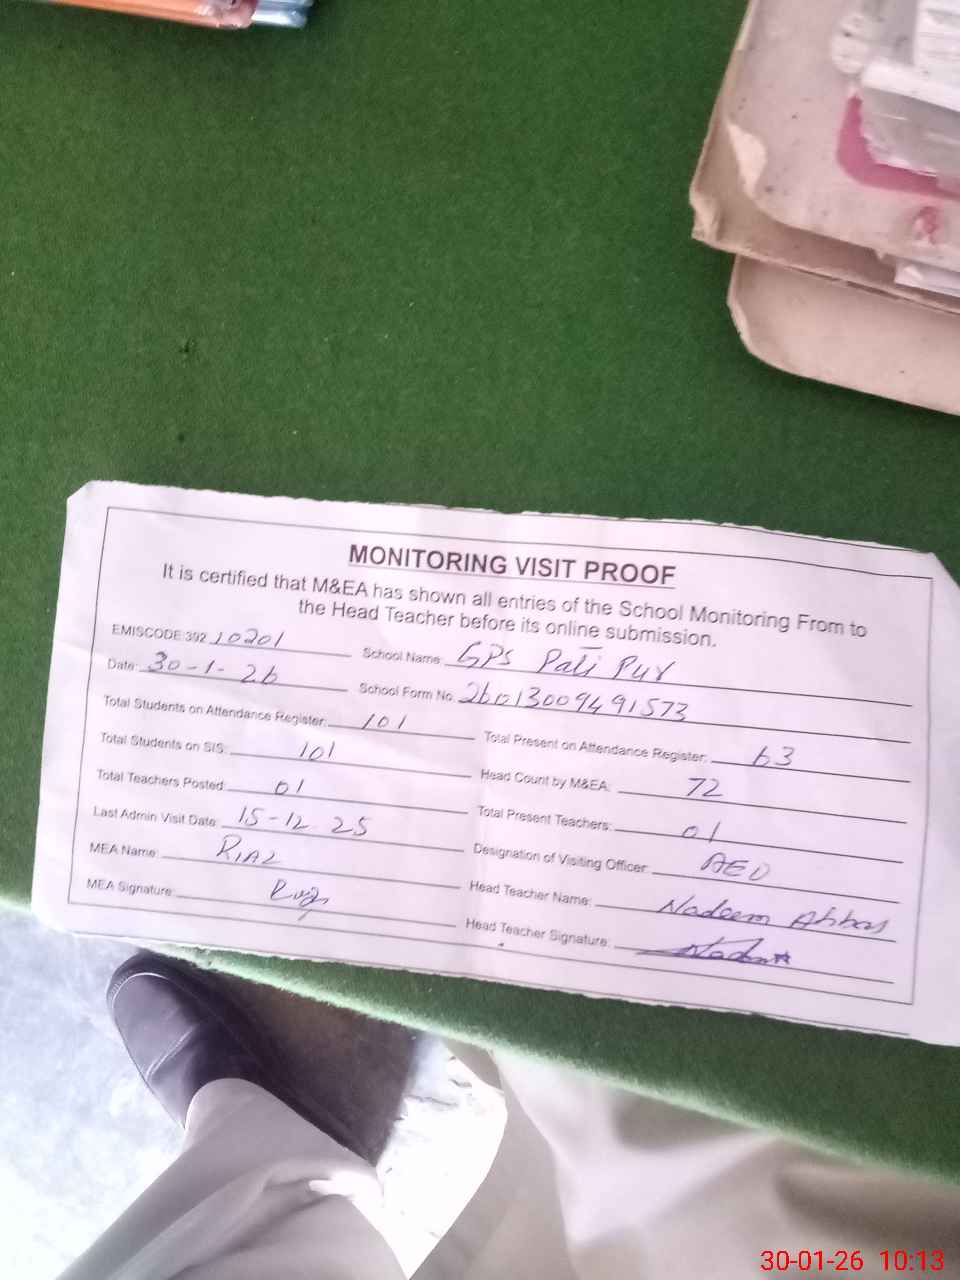 MONITORING VISIT PROOF
It is certified that M&EA has shown all entries of the School Monitoring From to
the Head Teacher before its online submission.
EMISCODE:392 10201 School Name: GPS Pali Pur
Date: 30-1-26 School Form No. 26013009491573
Total Students on Attendance Register: 101 Total Present on Attendance Register: 63
Total Students on SIS: 101 Head Count by M&EA: 72
Total Teachers Posted: 01 Total Present Teachers: 01
Last Admin Visit Date: 15-12-25 Designation of Visiting Officer: AEO
MEA Name: RIAZ Head Teacher Name: Nadeem Abbas
MEA Signature: Head Teacher Signature:
30-01-26 10:13